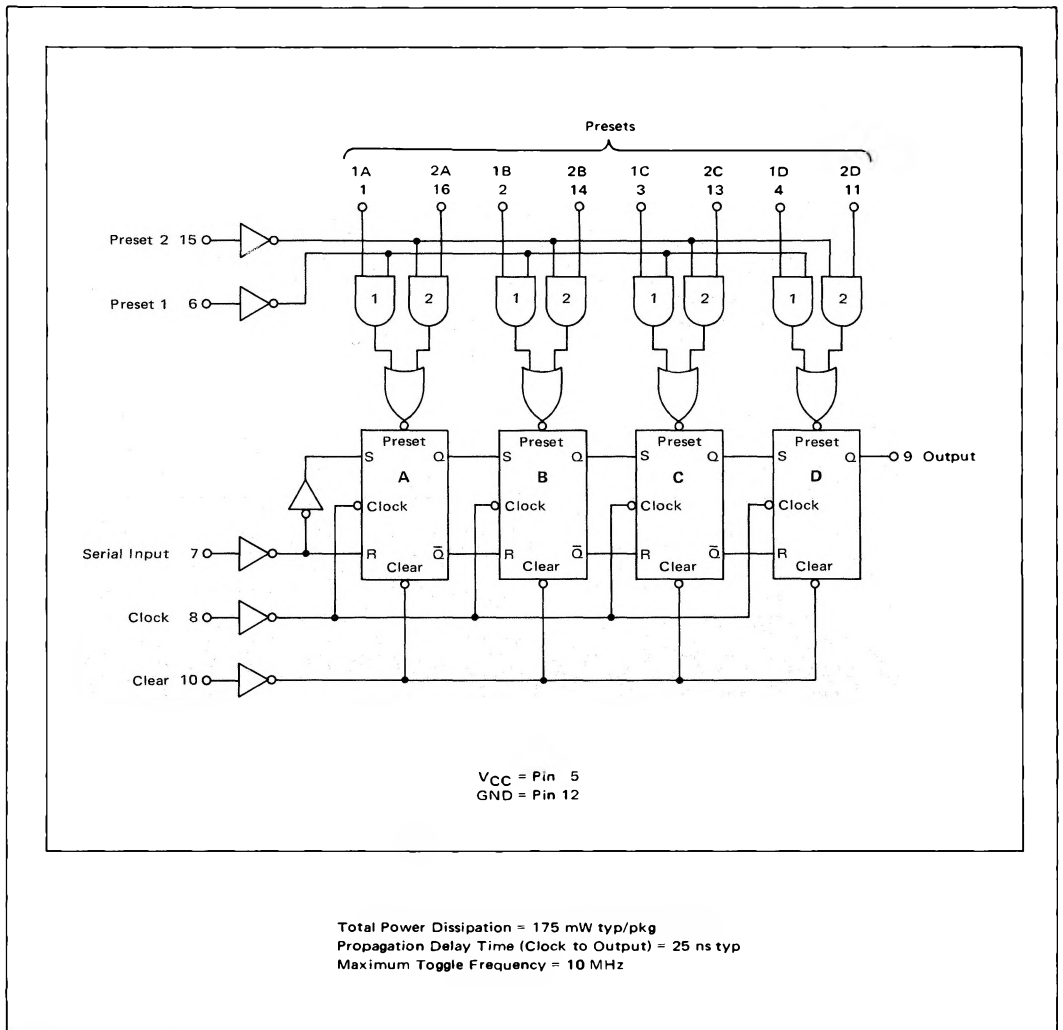 Presets
1A 2A 1B 2B 1C 2C 1D 2D
1 16 2 14 3 13 4 11
Preset 2 15
Preset 1 6
1 2 1 2 1 2 1 2
Preset Preset Preset Preset
S Q S Q S Q S Q 9 Output
A B C D
Clock Clock Clock Clock
Serial Input 7 R Q̅ R Q̅ R Q̅ R
Clear Clear Clear Clear
Clock 8
Clear 10
VCC = Pin 5
GND = Pin 12
Total Power Dissipation = 175 mW typ/pkg
Propagation Delay Time (Clock to Output) = 25 ns typ
Maximum Toggle Frequency = 10 MHz